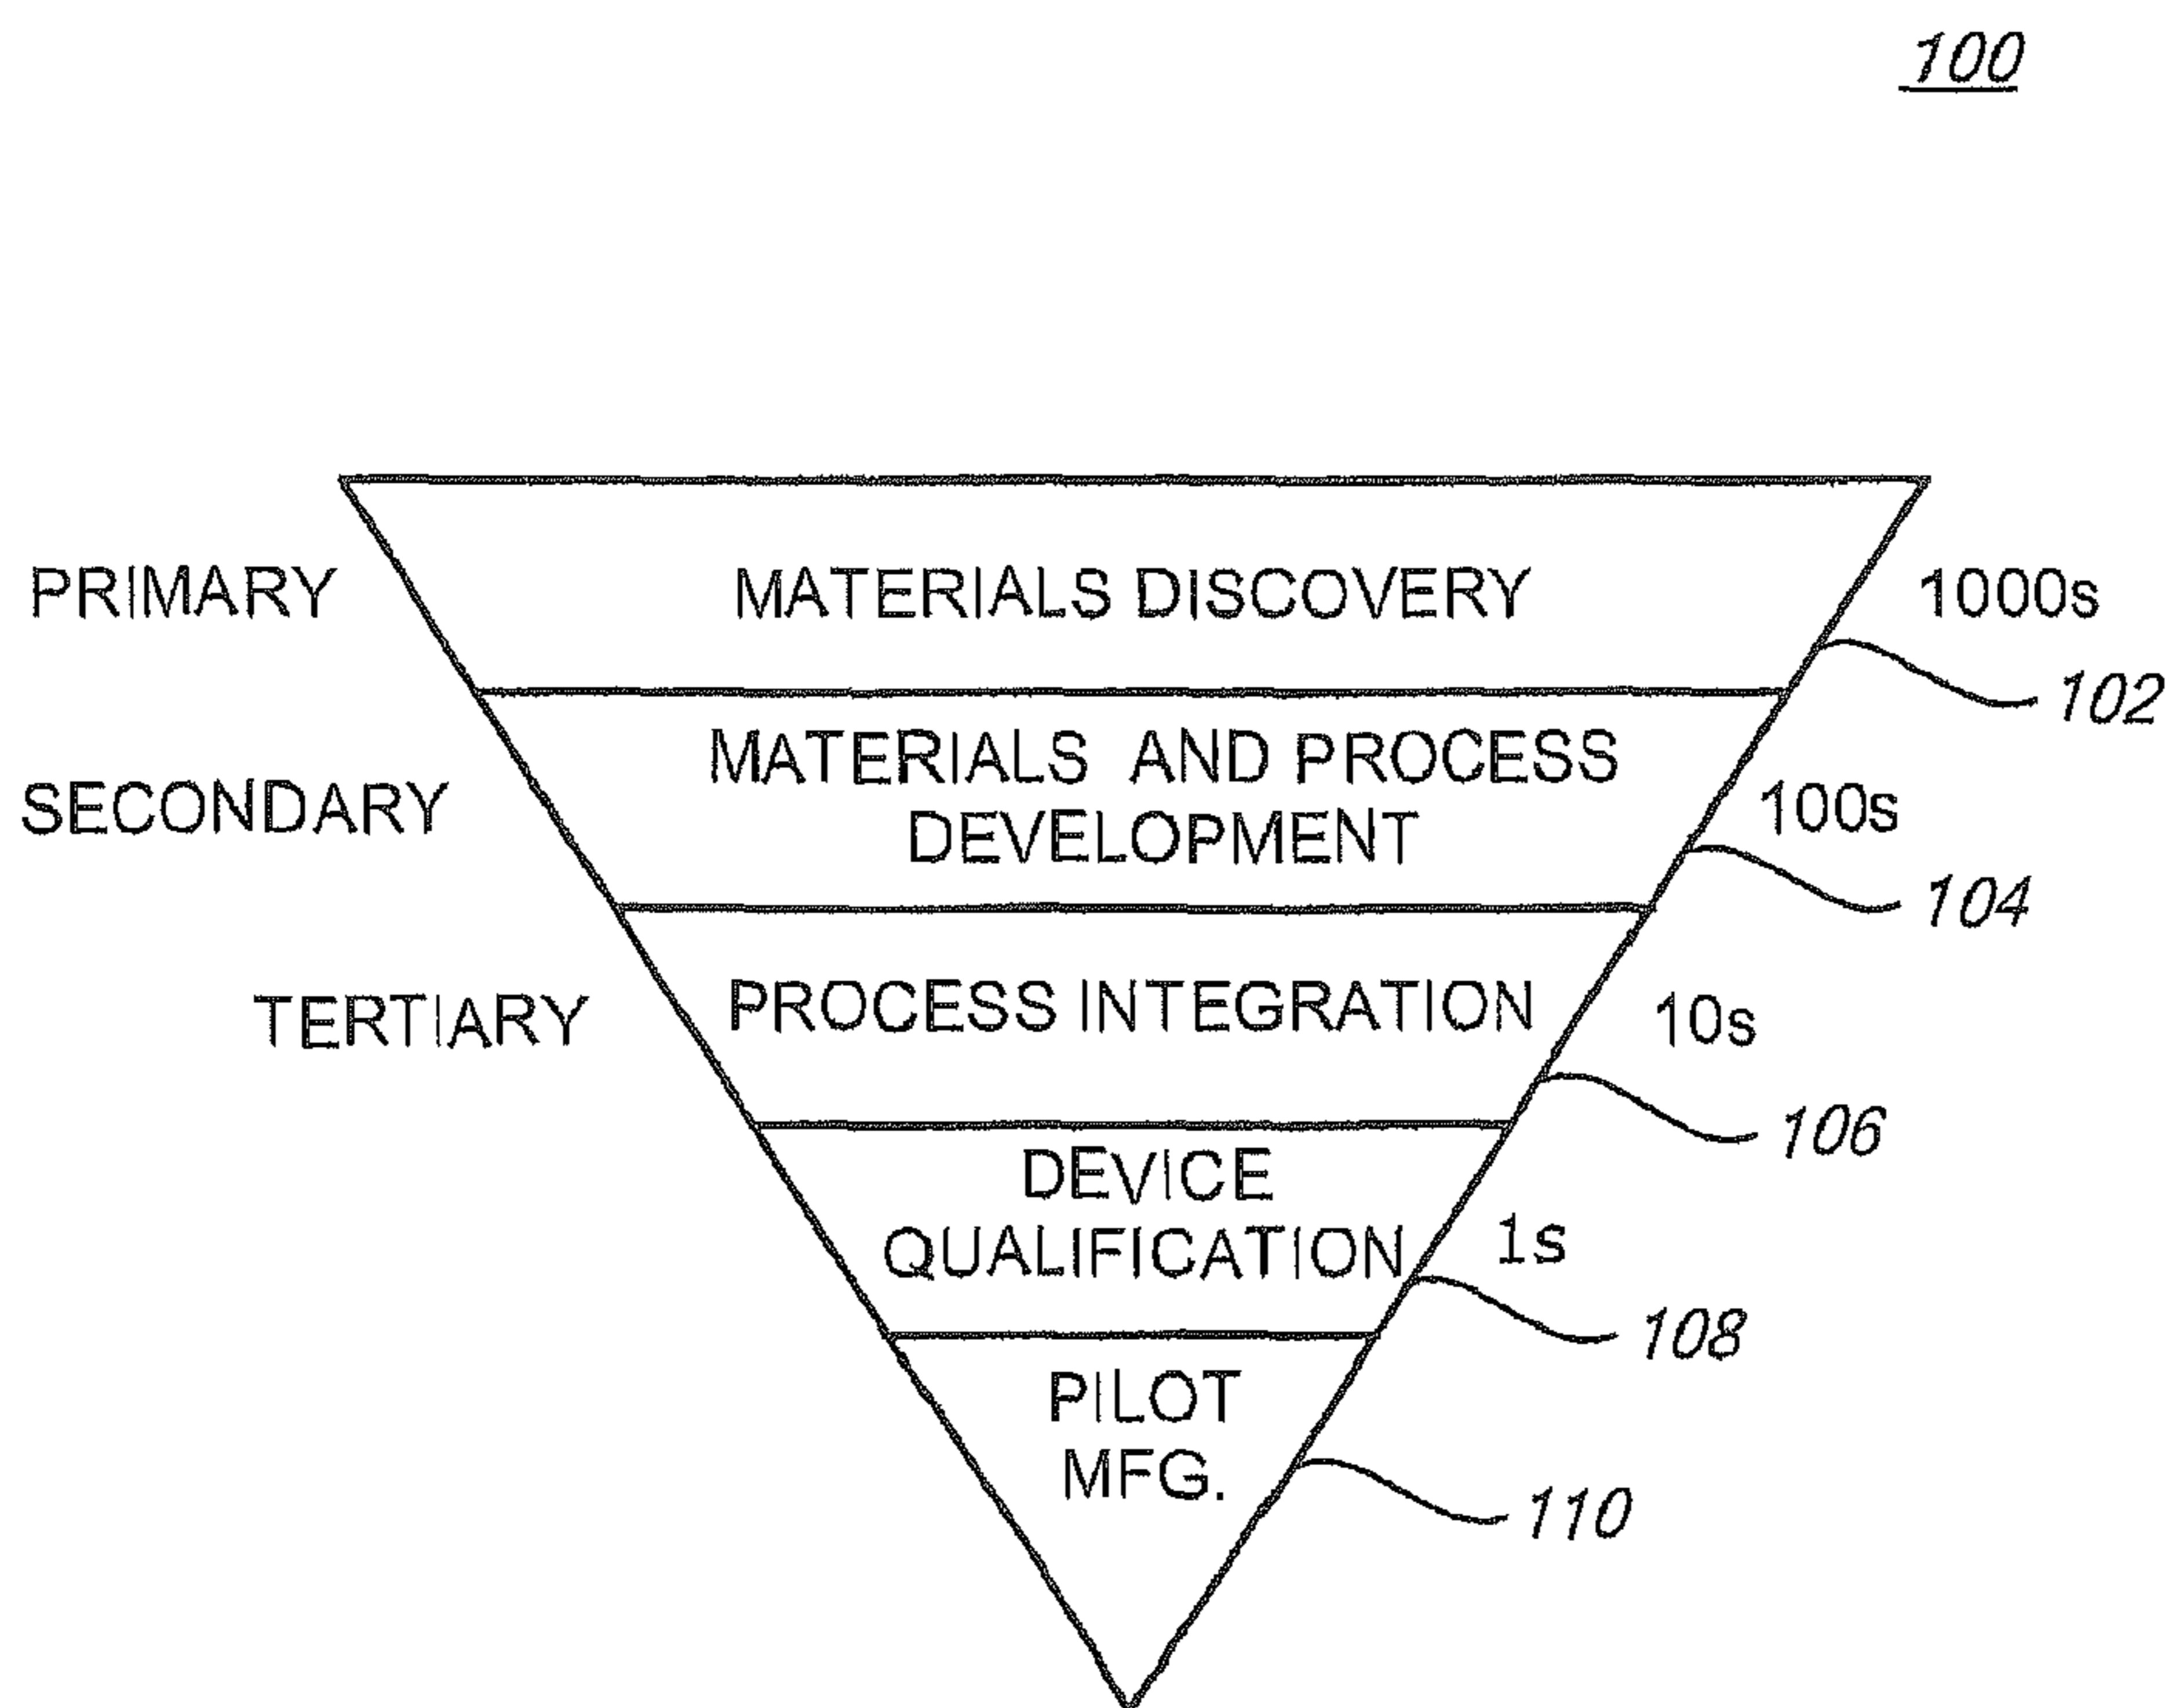 100
PRIMARY
MATERIALS DISCOVERY
1000s
102
MATERIALS AND PROCESS
DEVELOPMENT
SECONDARY
100s
104
TERTIARY
PROCESS INTEGRATION
10s
106
DEVICE
QUALIFICATION
1s
108
PILOT
MFG.
110